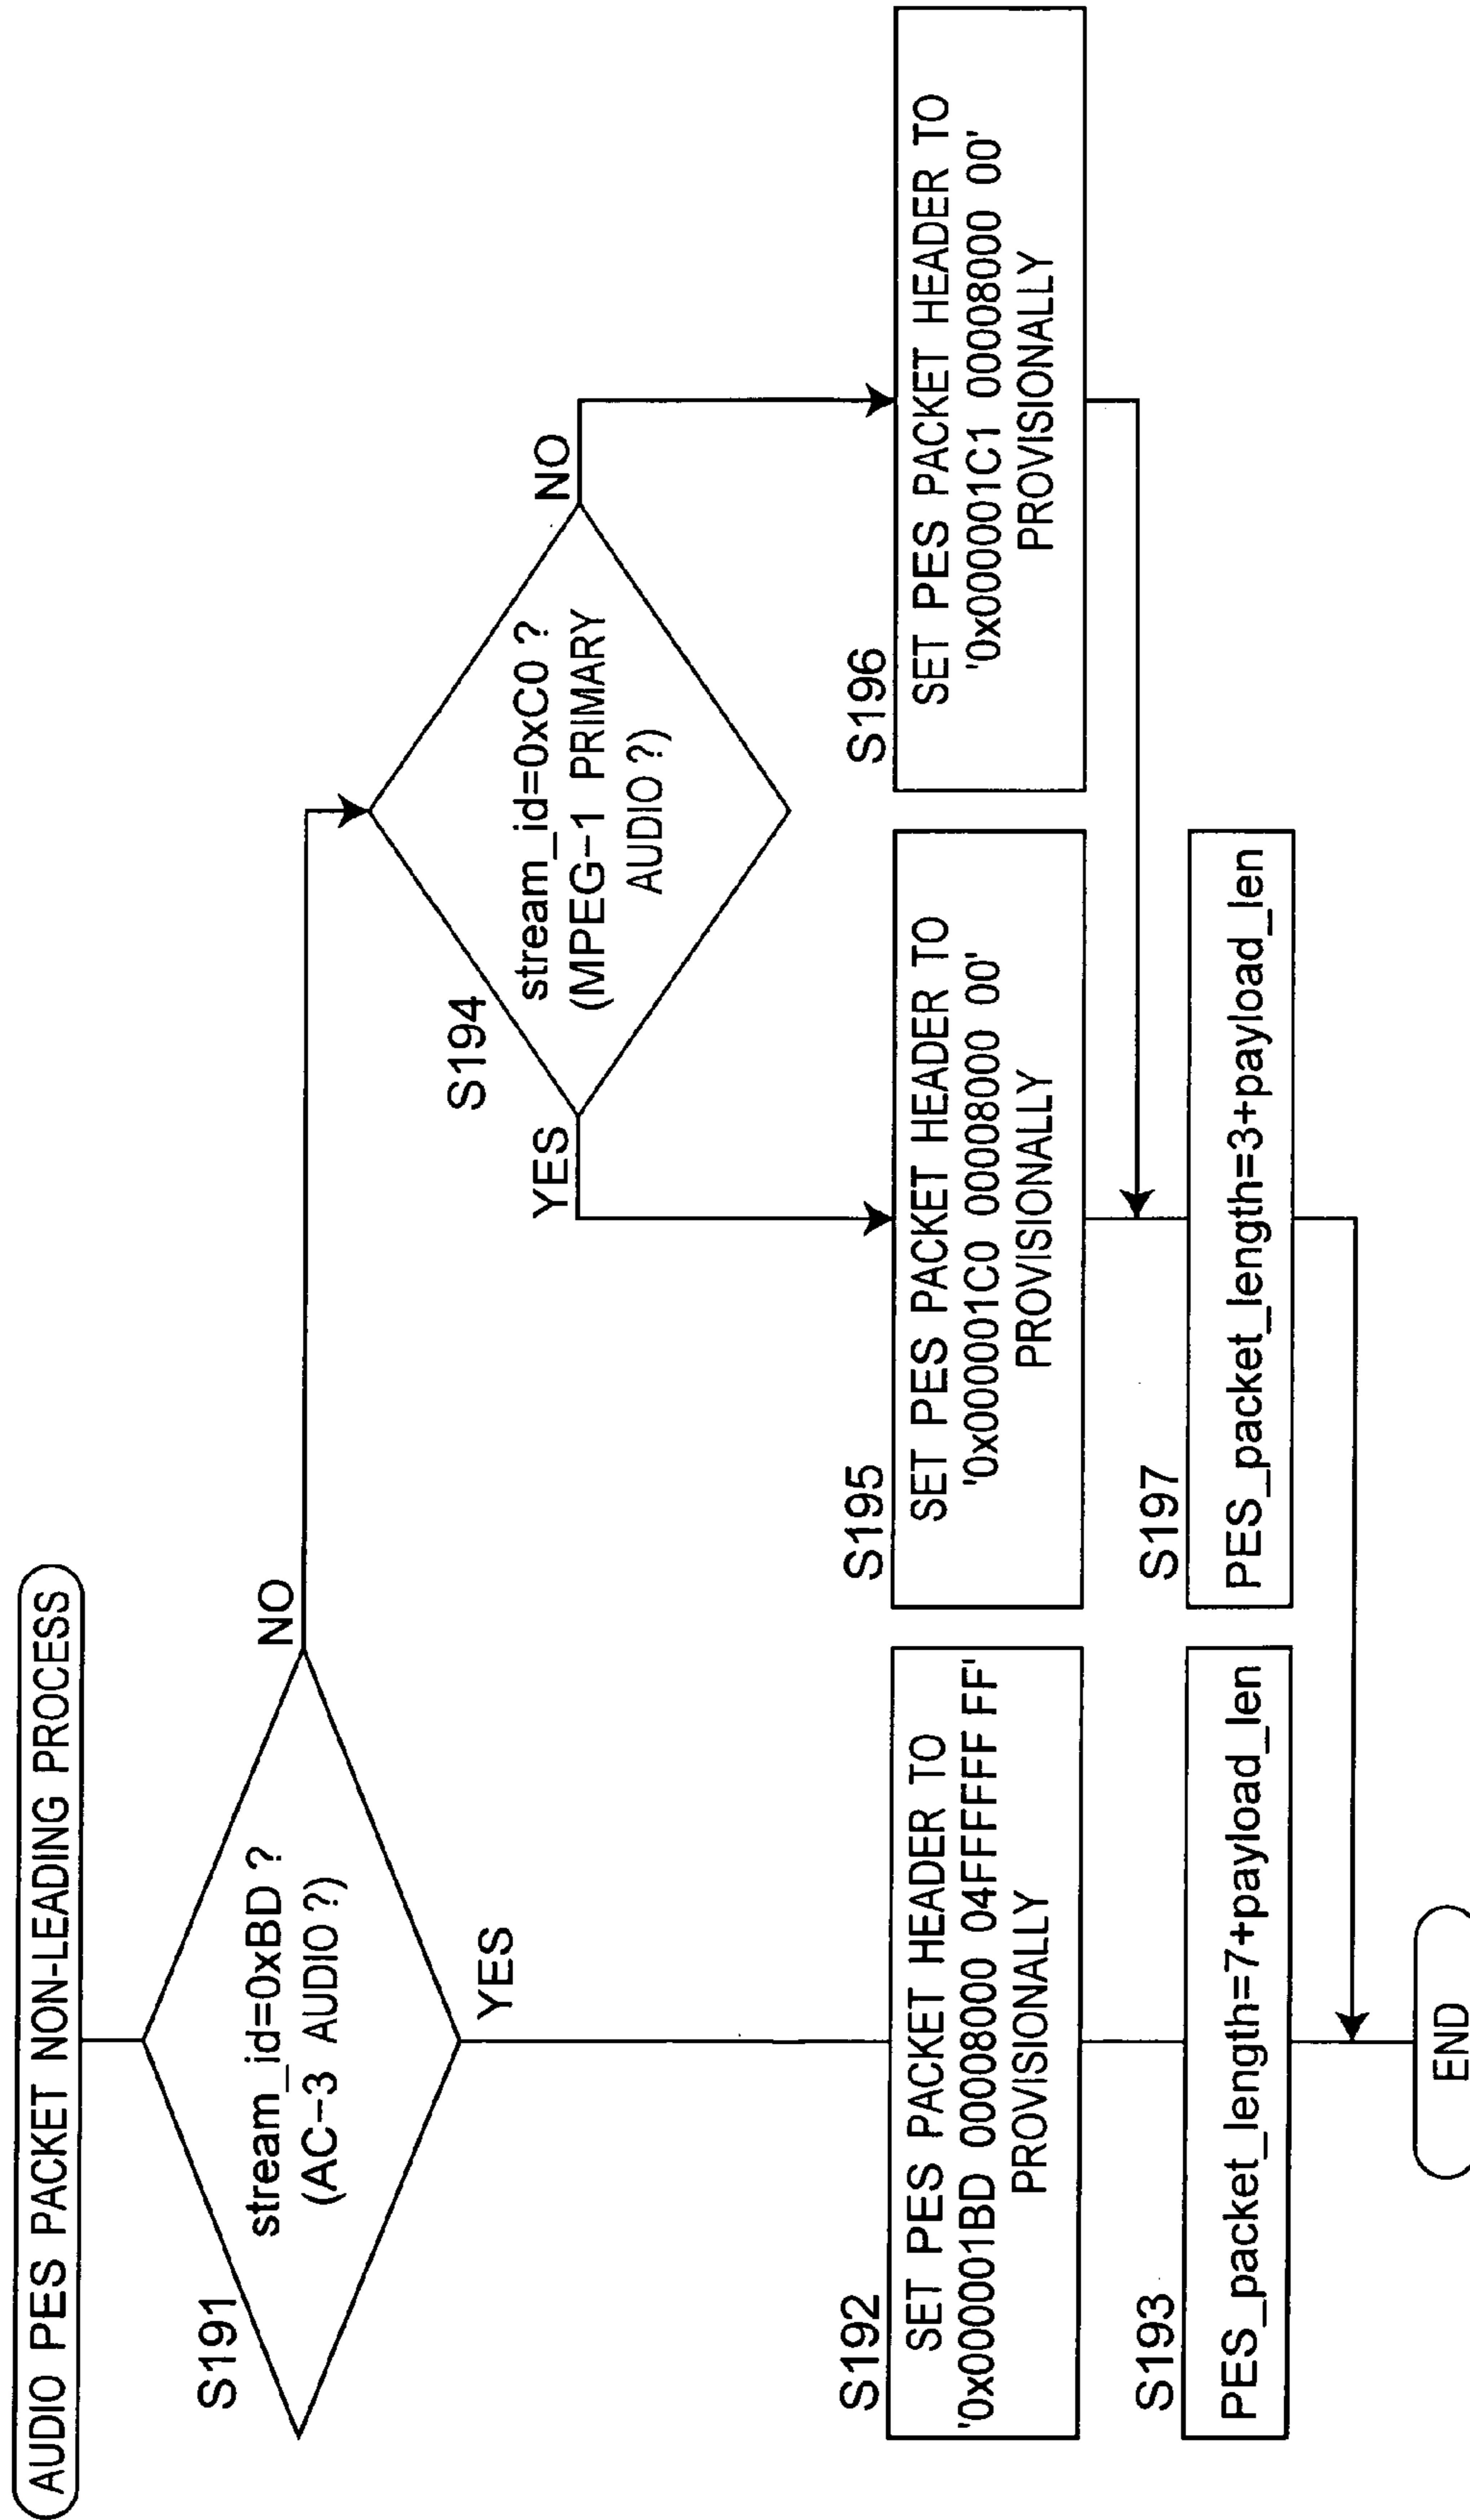 AUDIO PES PACKET NON-LEADING PROCESS
S191
stream_id=0xBD ?
(AC-3 AUDIO?)
NO
YES
S194
stream_id=0xC0 ?
(MPEG-1 PRIMARY
AUDIO?)
YES
NO
S192
SET PES PACKET HEADER TO
'0x000001BD 00008000 04FFFFFF FF'
PROVISIONALLY
S195
SET PES PACKET HEADER TO
'0x000001C0 00008000 00'
PROVISIONALLY
S196
SET PES PACKET HEADER TO
'0x000001C1 00008000 00'
PROVISIONALLY
S193
PES_packet_length=7+payload_len
S197
PES_packet_length=3+payload_len
END